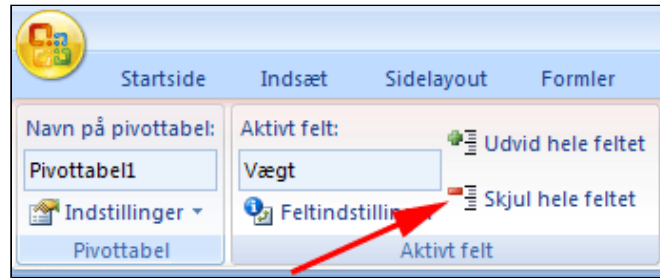 Startside Indsæt Sidelayout Formler
Navn på pivottabel:
Pivottabel1
Indstillinger
Pivottabel
Aktivt felt:
Vægt
Udvid hele feltet
Skjul hele feltet
Aktivt felt